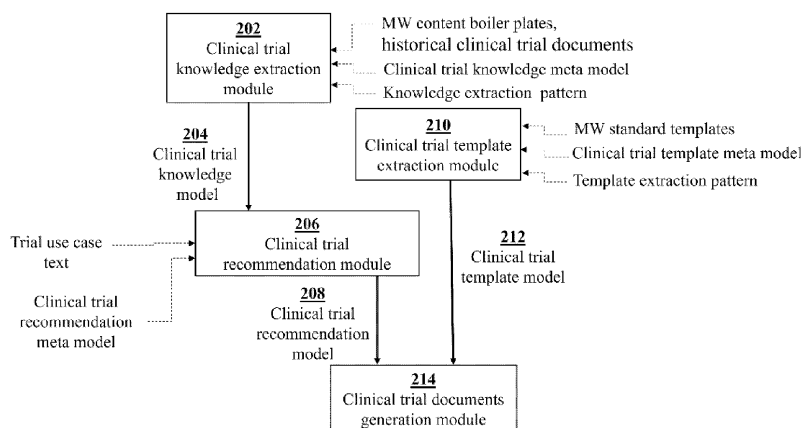 202
Clinical trial
knowledge extraction
module
MW content boiler plates,
historical clinical trial documents
Clinical trial knowledge meta model
Knowledge extraction pattern
204
Clinical trial
knowledge
model
210
Clinical trial template
extraction module
MW standard templates
Clinical trial template meta model
Template extraction pattern
206
Clinical trial
recommendation module
Trial use case
text
Clinical trial
recommendation
meta model
208
Clinical trial
recommendation
model
212
Clinical trial
template model
214
Clinical trial documents
generation module